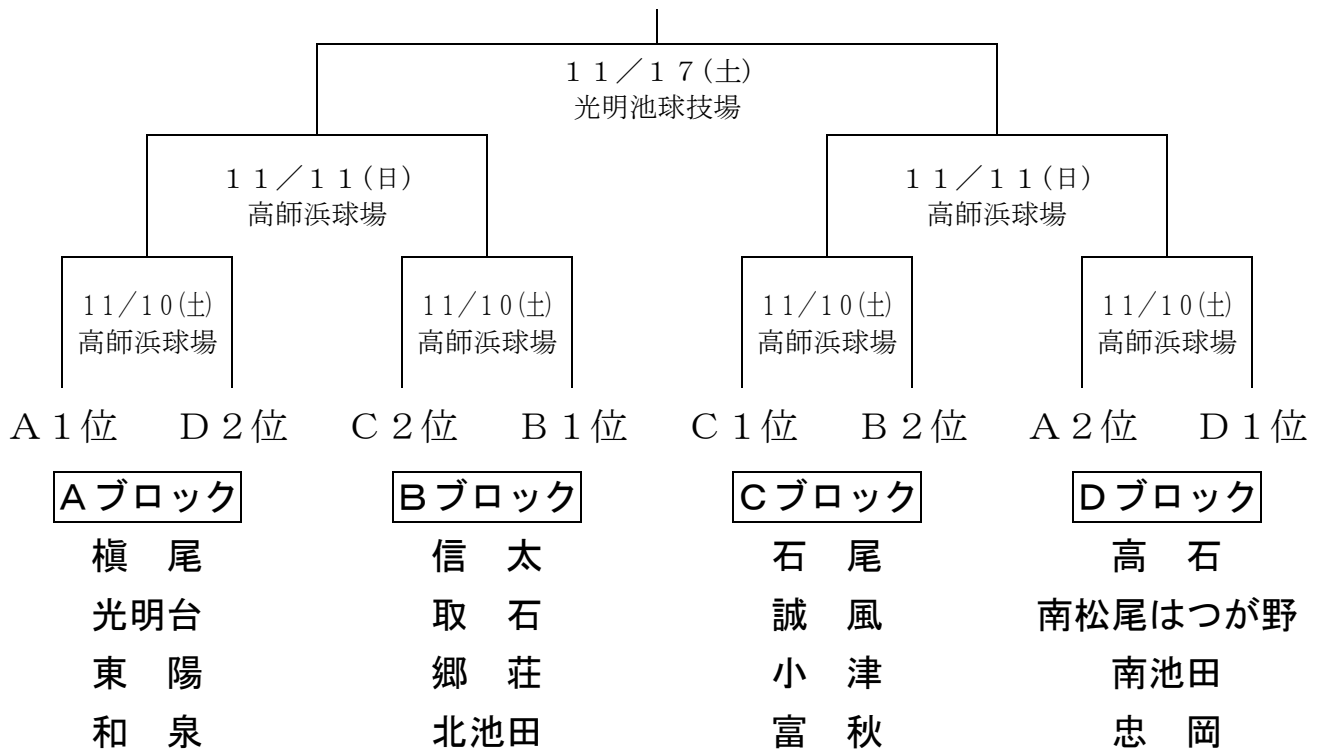 11／17(土)
光明池球技場
11／11(日) 11／11(日)
高師浜球場 高師浜球場
11/10(土) 11/10(土) 11/10(土) 11/10(土)
高師浜球場 高師浜球場 高師浜球場 高師浜球場
A1位 D2位 C2位 B1位 C1位 B2位 A2位 D1位
Aブロック Bブロック Cブロック Dブロック
槇 尾 信 太 石 尾 高 石
光明台 取 石 誠 風 南松尾はつが野
東 陽 郷 荘 小 津 南池田
和 泉 北池田 富 秋 忠 岡